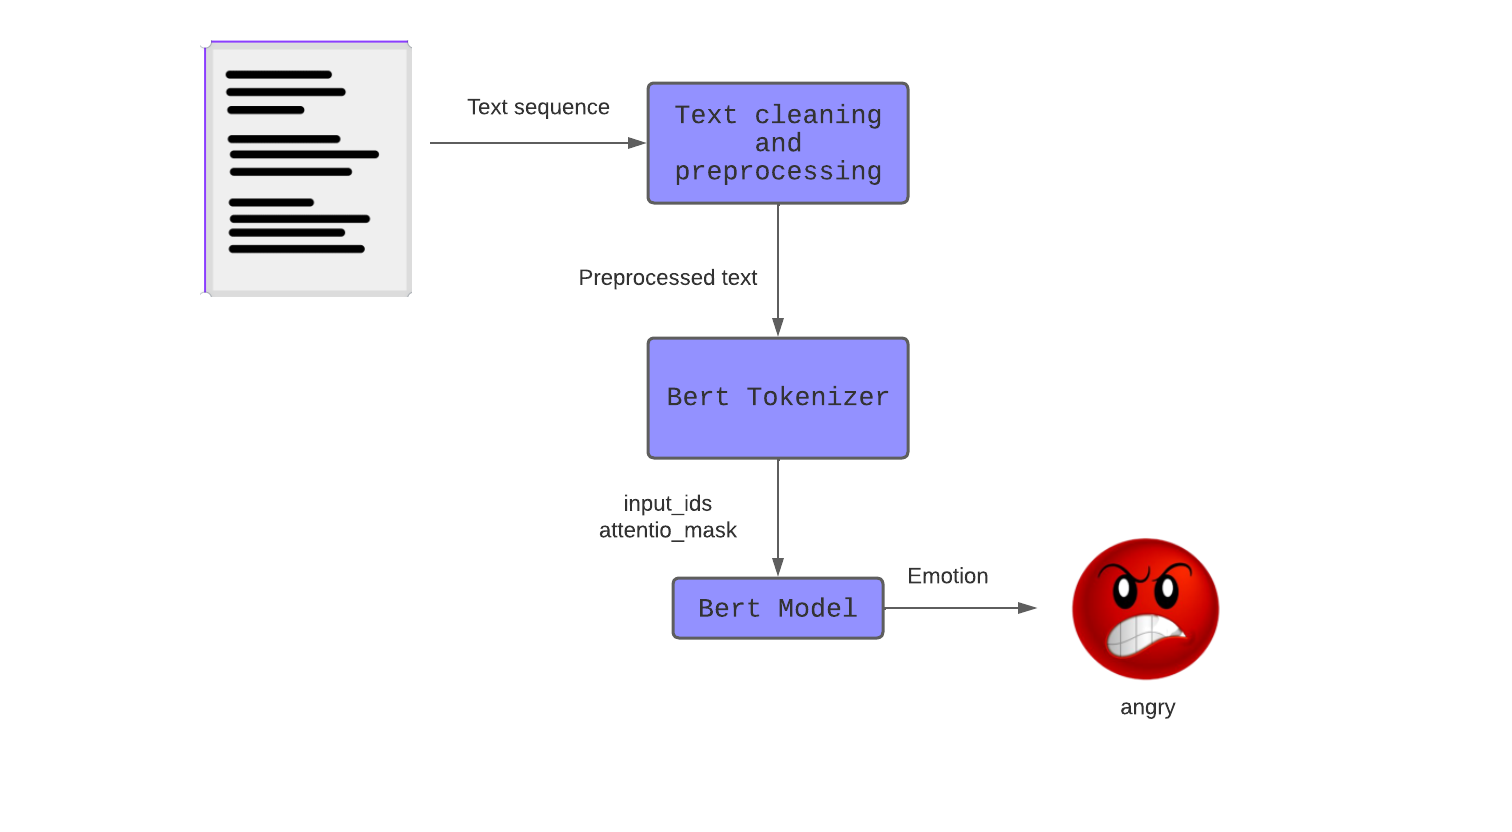 Text sequence
Text cleaning
and
preprocessing
Preprocessed text
Bert Tokenizer
input_ids
attentio_mask
Bert Model
Emotion
angry